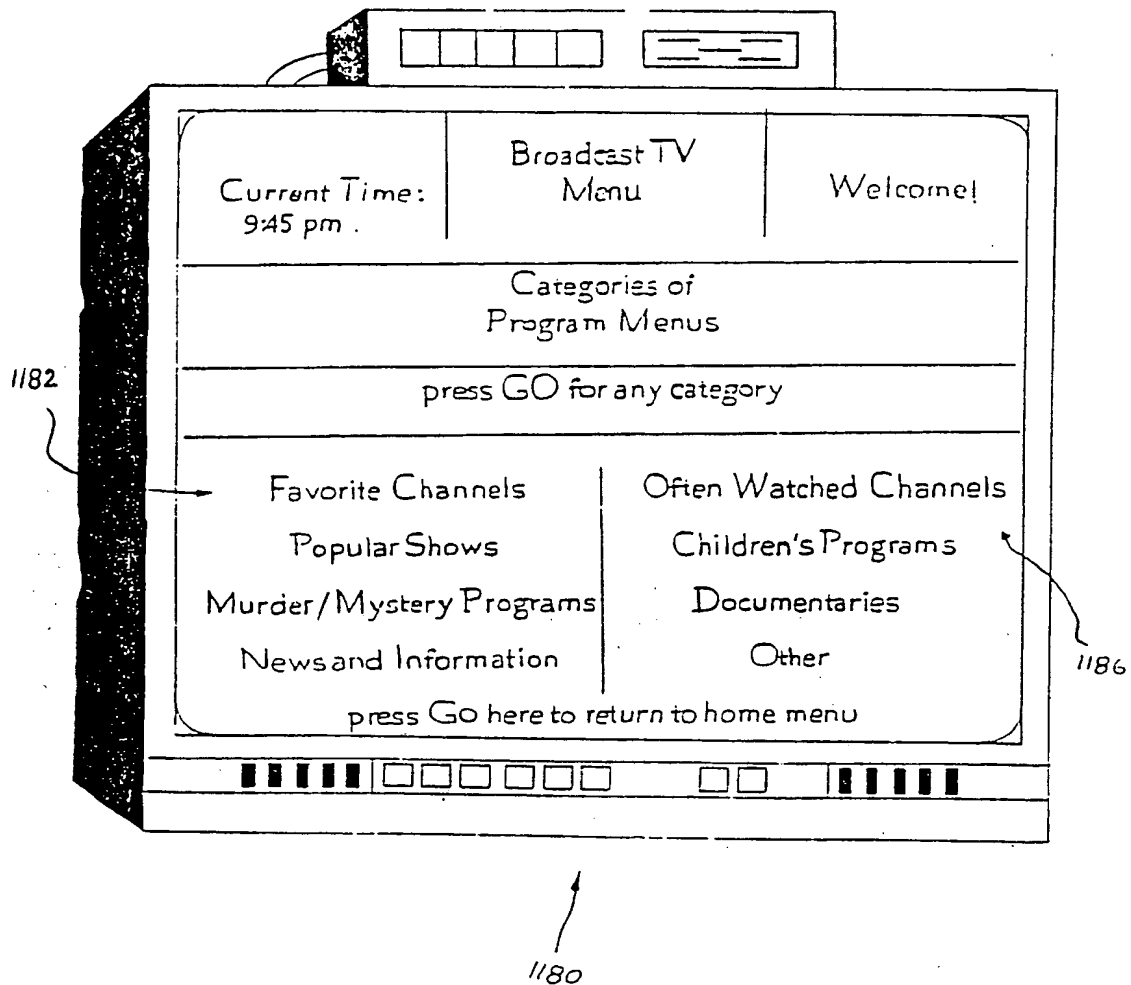 Current Time:
9:45 pm .
Broadcast TV
Menu
Welcome!
Categories of
Program Menus
press GO for any category
1182
Favorite Channels
Often Watched Channels
Popular Shows
Children's Programs
Murder/Mystery Programs
Documentaries
News and Information
Other
1186
press Go here to return to home menu
1180